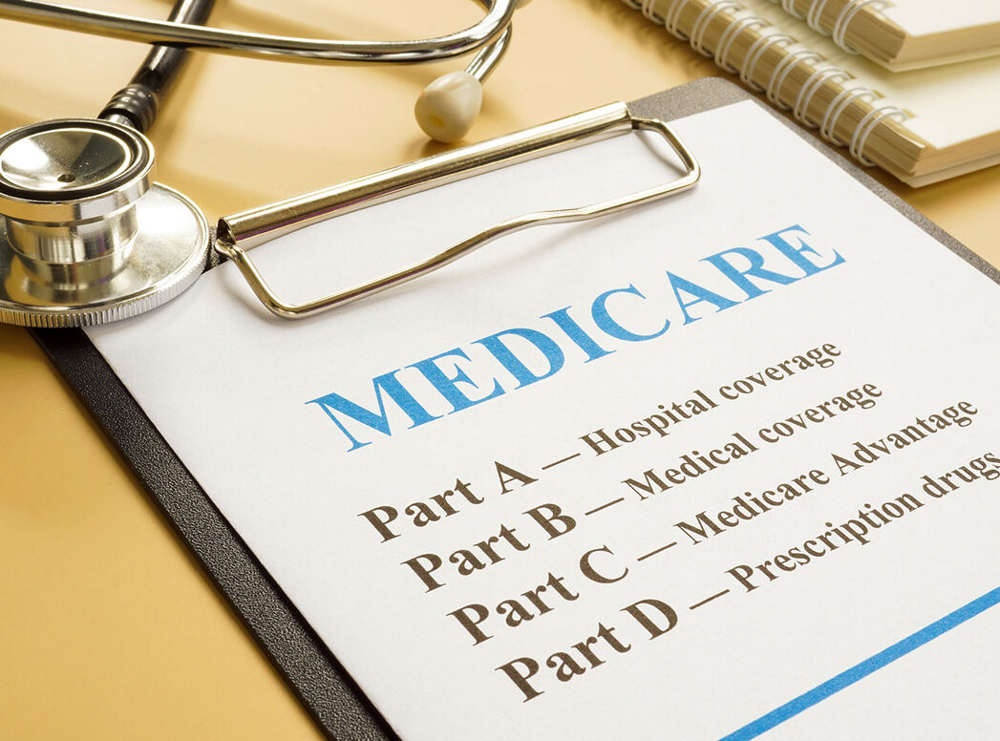 MEDICARE
Part A — Hospital coverage
Part B — Medical coverage
Part C — Medicare Advantage
Part D — Prescription drugs